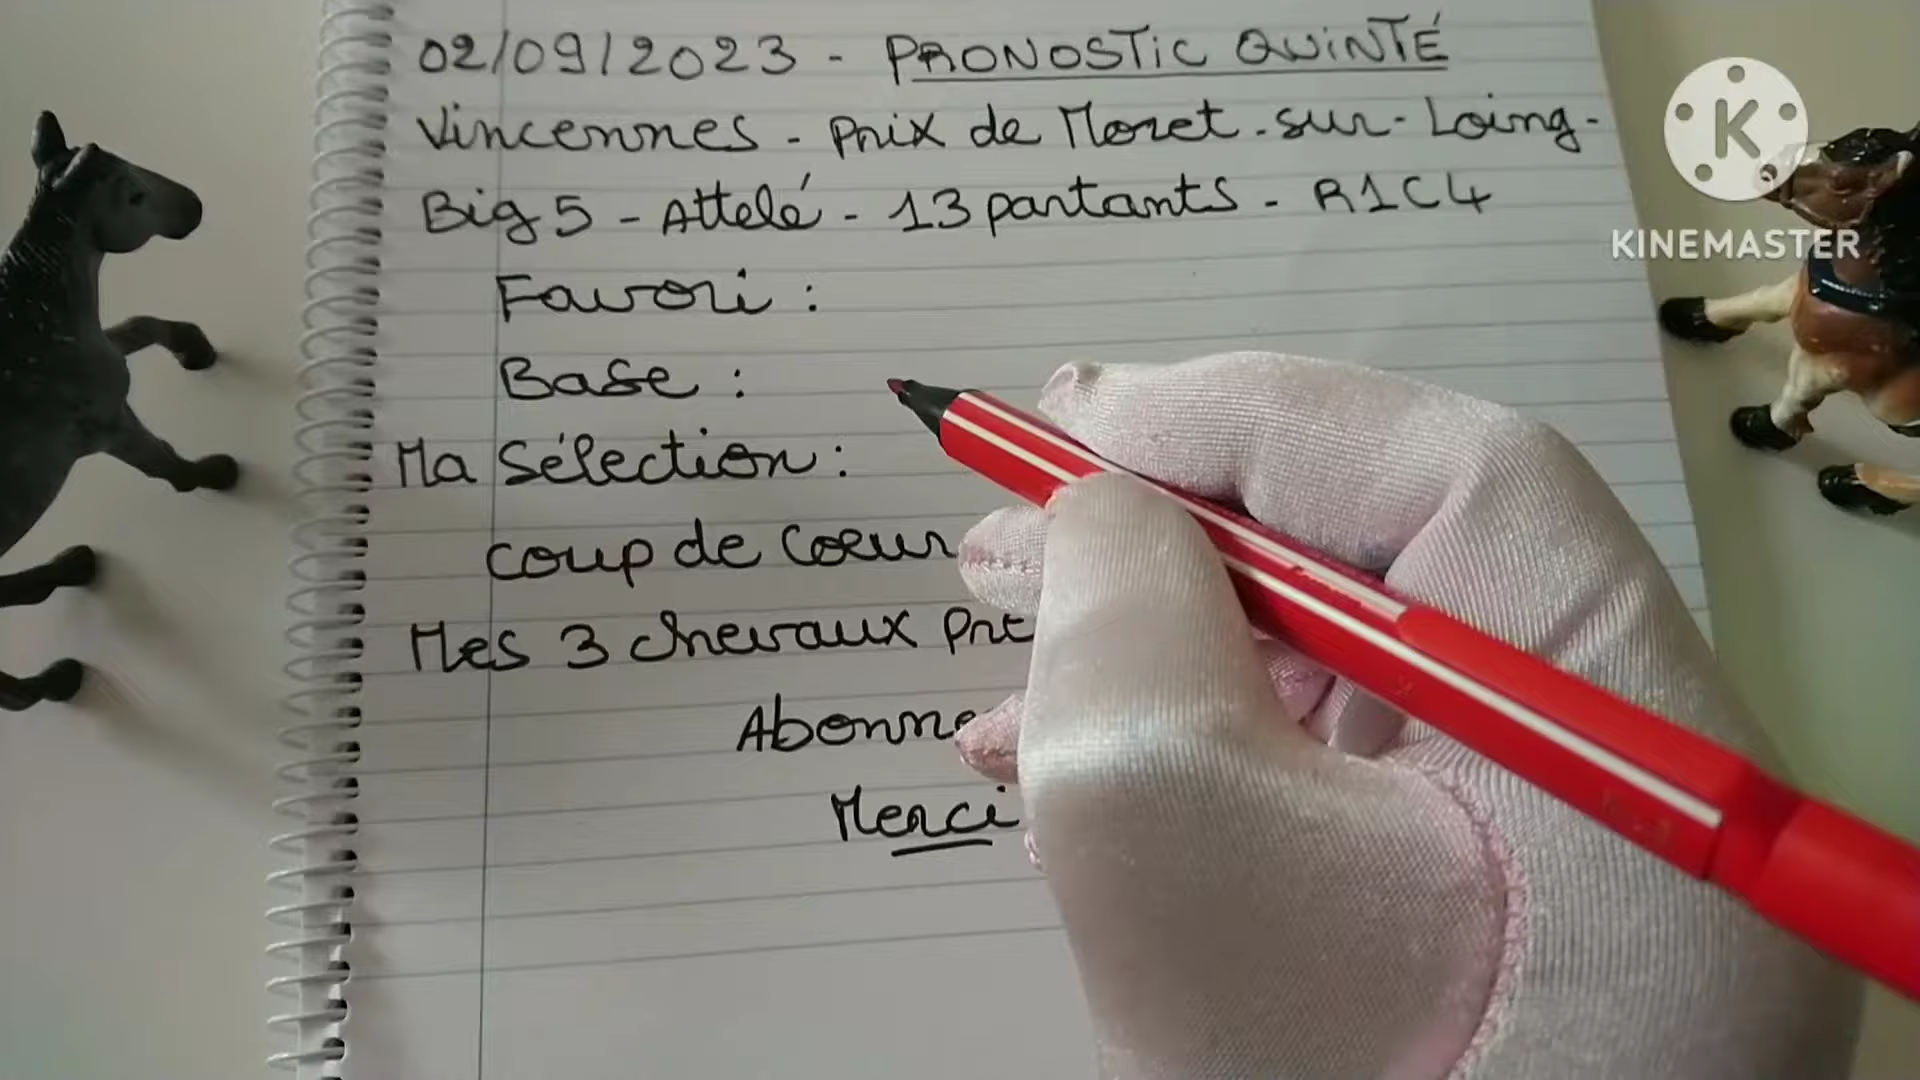 02/09/2023 - PRONOSTIC QUINTÉ
Vincennes - Prix de Moret-sur-Loing-
Big 5 - Attelé - 13 partants - R1C4
Favori :
Base :
Ma Sélection :
coup de coeur
Mes 3 chevaux
Merci
K
KINEMASTER